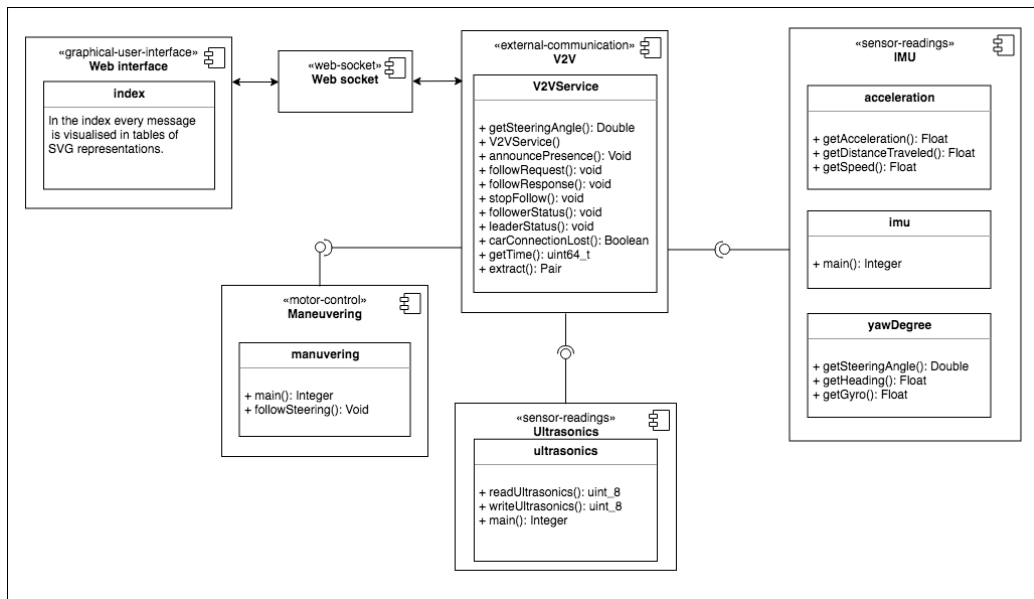 «graphical-user-interface»
Web interface
index
In the index every message
is visualised in tables of
SVG representations.
«web-socket»
Web socket
«external-communication»
V2V
V2VService
+ getSteeringAngle(): Double
+ V2VService()
+ announcePresence(): Void
+ followRequest(): void
+ followResponse(): void
+ stopFollow(): void
+ followerStatus(): void
+ leaderStatus(): void
+ carConnectionLost(): Boolean
+ getTime(): uint64_t
+ extract(): Pair
«sensor-readings»
IMU
acceleration
+ getAcceleration(): Float
+ getDistanceTraveled(): Float
+ getSpeed(): Float
imu
+ main(): Integer
yawDegree
+ getSteeringAngle(): Double
+ getHeading(): Float
+ getGyro(): Float
«motor-control»
Maneuvering
manuvering
+ main(): Integer
+ followSteering(): Void
«sensor-readings»
Ultrasonics
ultrasonics
+ readUltrasonics(): uint_8
+ writeUltrasonics(): uint_8
+ main(): Integer